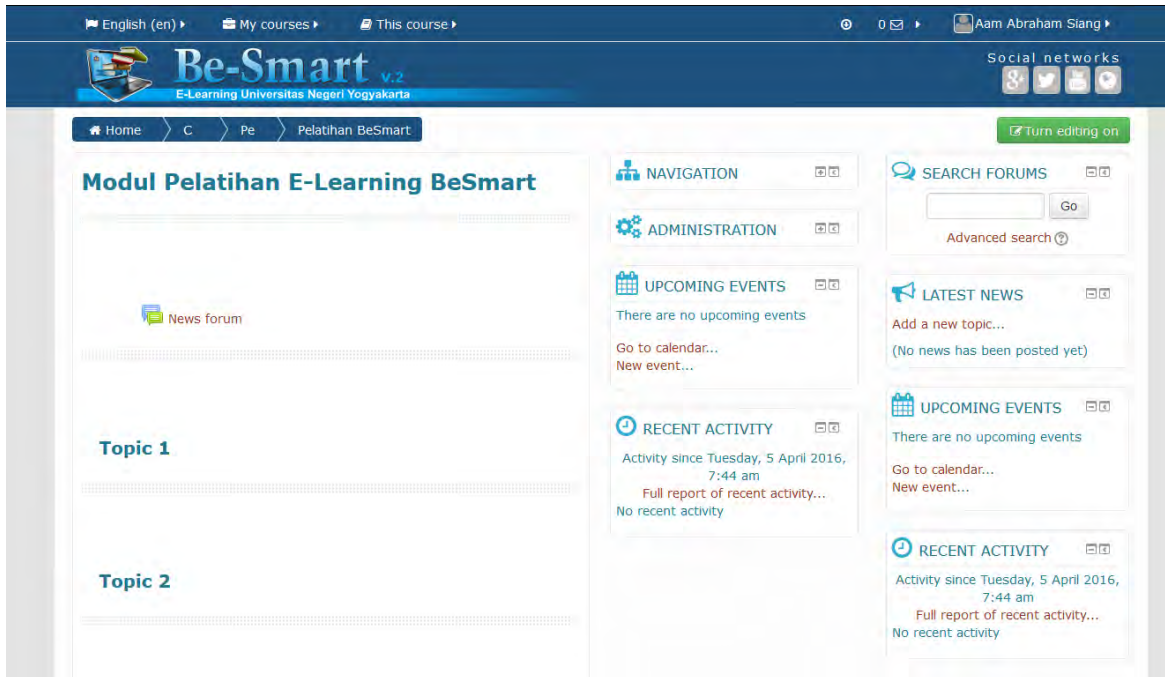 English (en) My courses This course 0 Aam Abraham Siang
Be-Smart v.2
E-Learning Universitas Negeri Yogyakarta
Social networks
Home C Pe Pelatihan BeSmart
Turn editing on
Modul Pelatihan E-Learning BeSmart
News forum
Topic 1
Topic 2
NAVIGATION
ADMINISTRATION
UPCOMING EVENTS
There are no upcoming events
Go to calendar...
New event...
RECENT ACTIVITY
Activity since Tuesday, 5 April 2016,
7:44 am
Full report of recent activity...
No recent activity
SEARCH FORUMS
Go
Advanced search
LATEST NEWS
Add a new topic...
(No news has been posted yet)
UPCOMING EVENTS
There are no upcoming events
Go to calendar...
New event...
RECENT ACTIVITY
Activity since Tuesday, 5 April 2016,
7:44 am
Full report of recent activity...
No recent activity